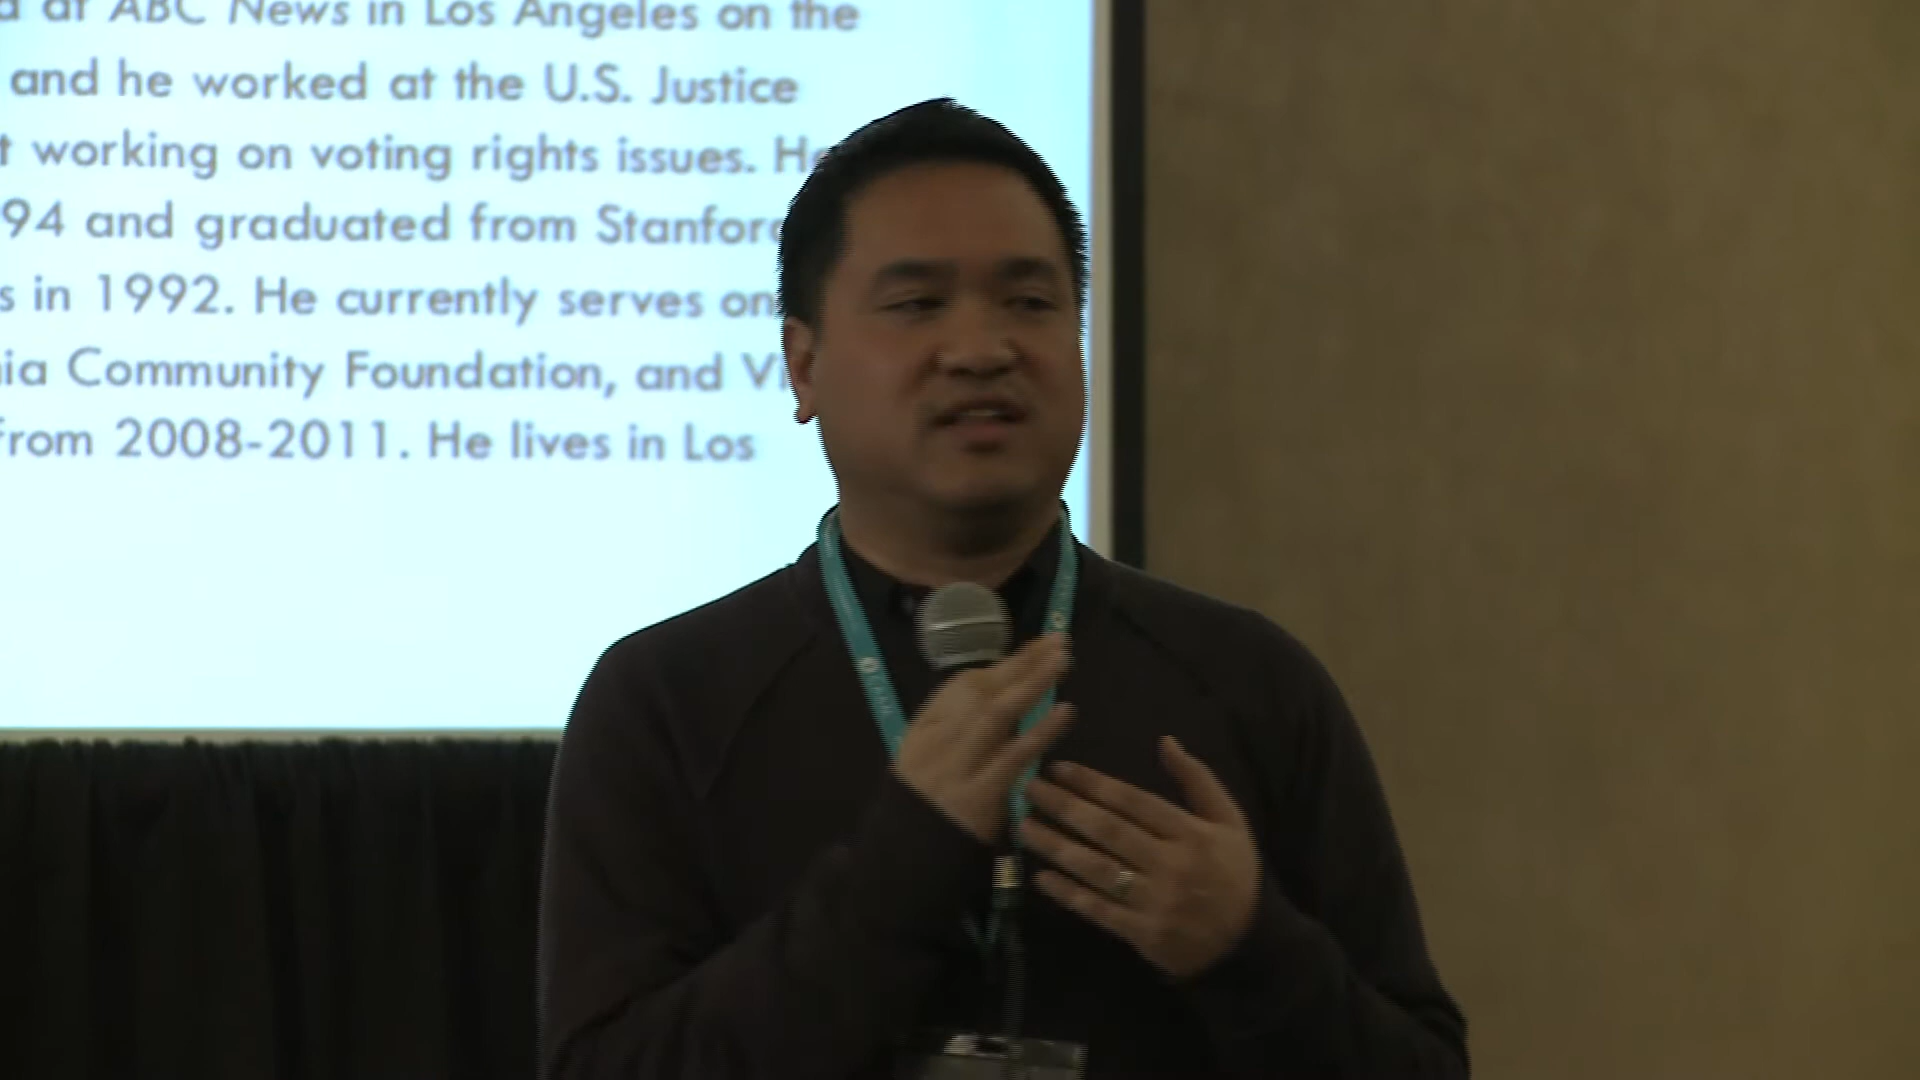 at ABC News in Los Angeles on the
and he worked at the U.S. Justice
working on voting rights issues. He
94 and graduated from Stanford
s in 1992. He currently serves on
nia Community Foundation, and
from 2008-2011. He lives in Los